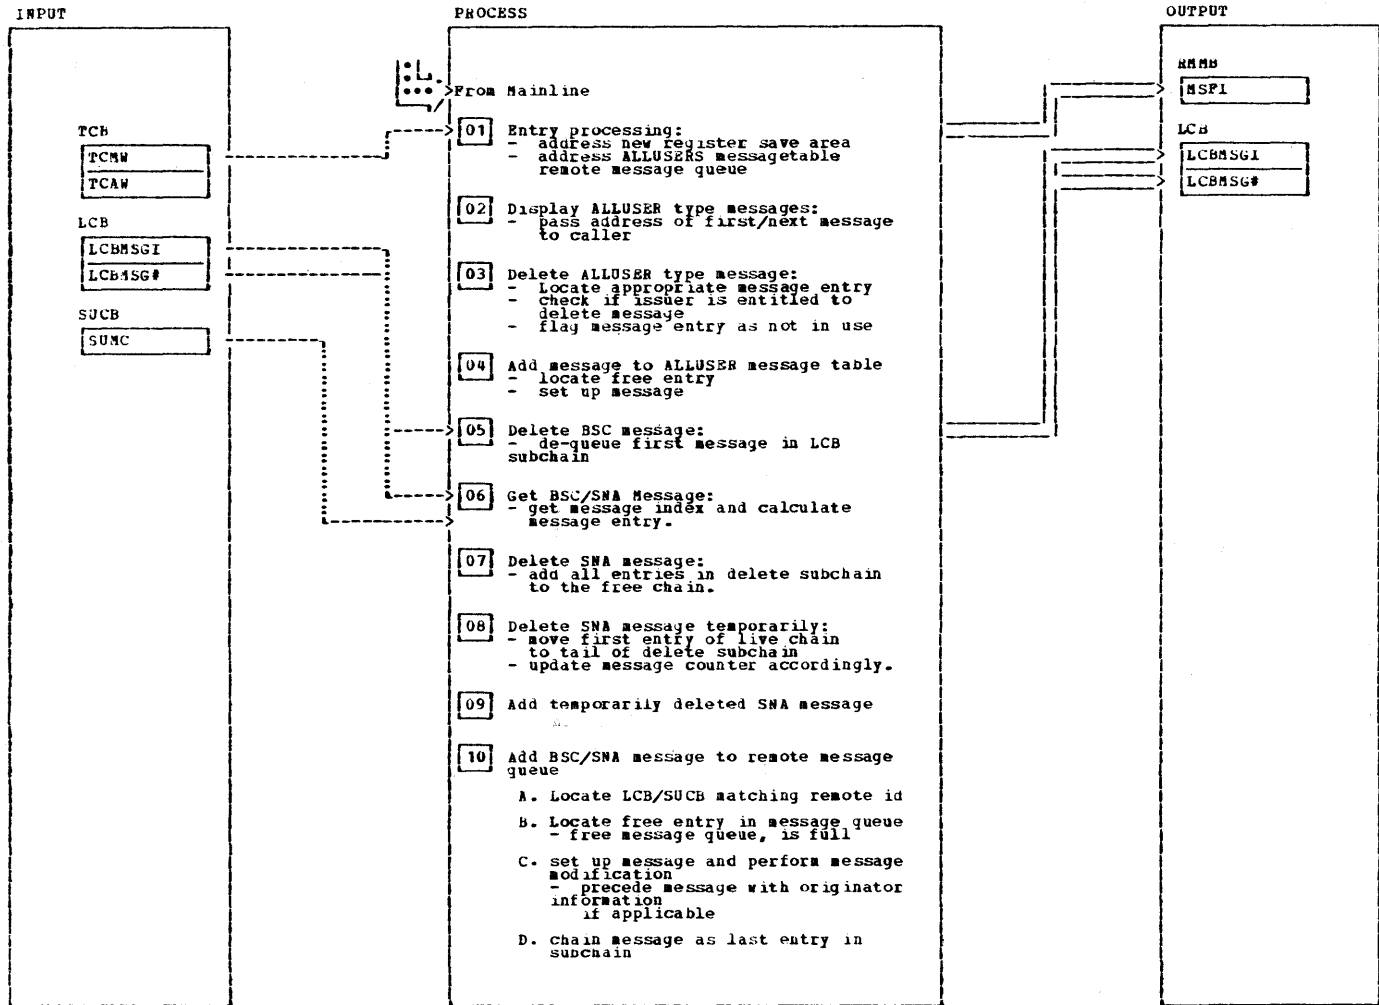 INPUT
PROCESS
OUTPUT
From Mainline
TCB
TCMW
TCAW
LCB
LCBMSGI
LCBMSG#
SUCB
SUMC
01 Entry processing:
- address new register save area
- address ALLUSERS messagetable
remote message queue
02 Display ALLUSER type messages:
- pass address of first/next message
to caller
03 Delete ALLUSER type message:
- Locate appropriate message entry
- check if issuer is entitled to
delete message
- flag message entry as not in use
04 Add message to ALLUSER message table
- locate free entry
- set up message
05 Delete BSC message:
- de-queue first message in LCB
subchain
06 Get BSC/SNA Message:
- get message index and calculate
message entry.
07 Delete SNA message:
- add all entries in delete subchain
to the free chain.
08 Delete SNA message temporarily:
- move first entry of live chain
to tail of delete subchain
- update message counter accordingly.
09 Add temporarily deleted SNA message
10 Add BSC/SNA message to remote message
queue
A. Locate LCB/SUCB matching remote id
B. Locate free entry in message queue
- free message queue, is full
C. set up message and perform message
modification
- precede message with originator
information
if applicable
D. chain message as last entry in
subchain
RMMB
MSFI
LCB
LCBMSGI
LCBMSG#